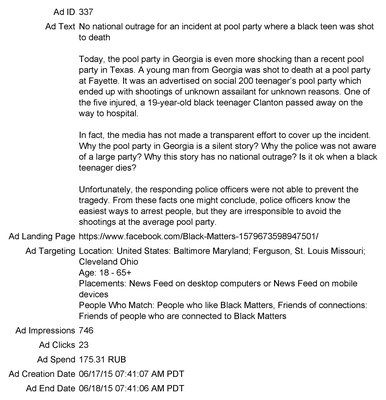 Ad ID 337
Ad Text No national outrage for an incident at pool party where a black teen was shot
to death
Today, the pool party in Georgia is even more shocking than a recent pool
party in Texas. A young man from Georgia was shot to death at a pool party
at Fayette. It was an advertised on social 200 teenager's pool party which
ended up with shootings of unknown assailant for unknown reasons. One of
the five injured, a 19-year-old black teenager Clanton passed away on the
way to hospital.
In fact, the media has not made a transparent effort to cover up the incident.
Why the pool party in Georgia is a silent story? Why the police was not aware
of a large party? Why this story has no national outrage? Is it ok when a black
teenager dies?
Unfortunately, the responding police officers were not able to prevent the
tragedy. From these facts one might conclude, police officers know the
easiest ways to arrest people, but they are irresponsible to avoid the
shootings at the average pool party.
Ad Landing Page https://www.facebook.com/Black-Matters-1579673598947501/
Ad Targeting Location: United States: Baltimore Maryland; Ferguson, St. Louis Missouri;
Cleveland Ohio
Age: 18 - 65+
Placements: News Feed on desktop computers or News Feed on mobile
devices
People Who Match: People who like Black Matters, Friends of connections:
Friends of people who are connected to Black Matters
Ad Impressions 746
Ad Clicks 23
Ad Spend 175.31 RUB
Ad Creation Date 06/17/15 07:41:07 AM PDT
Ad End Date 06/18/15 07:41:06 AM PDT